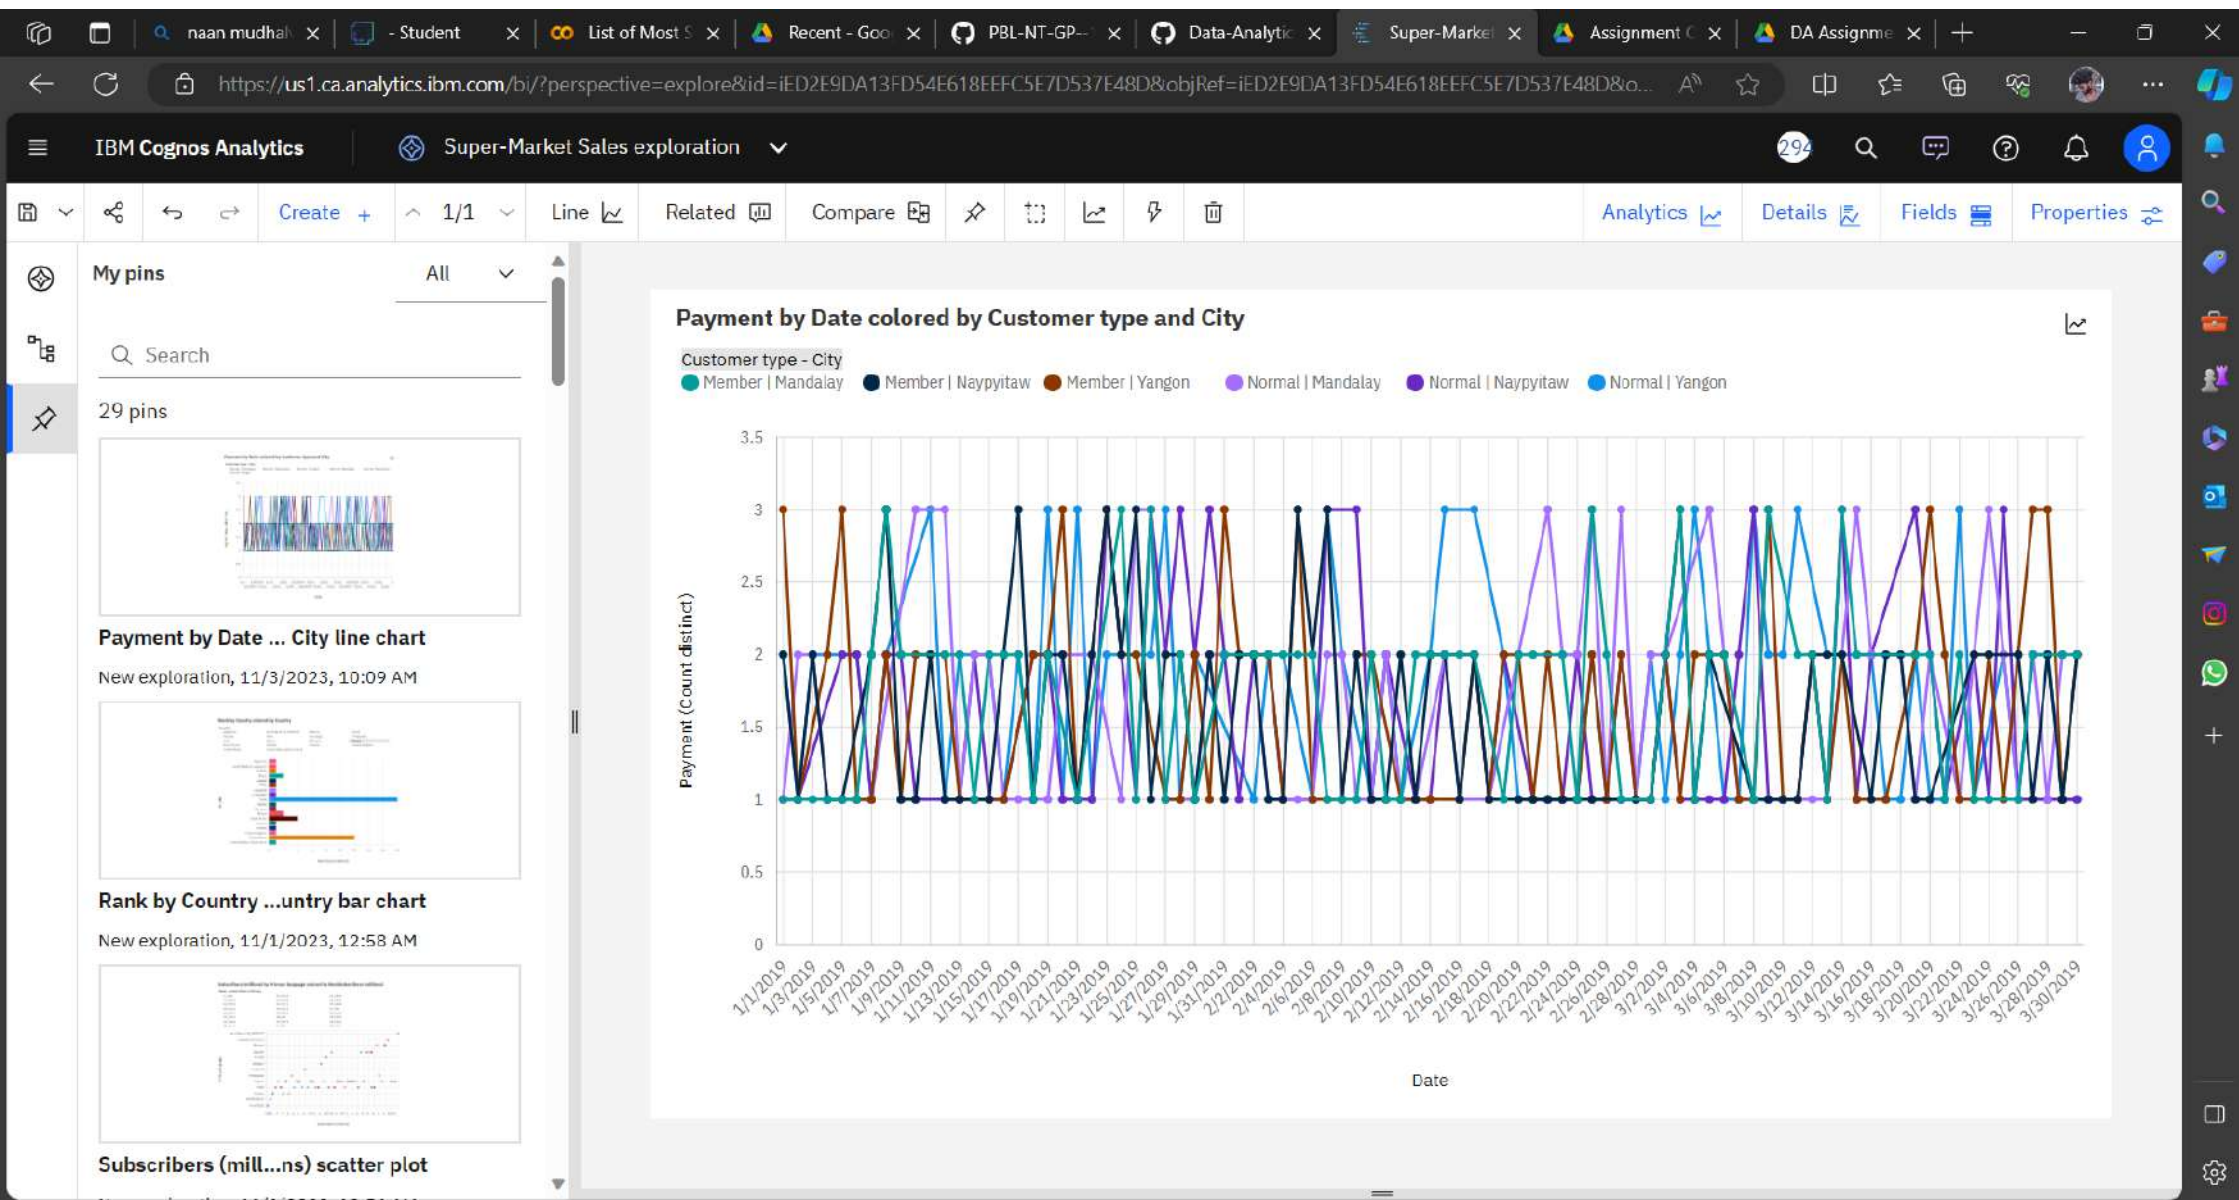 naan mudhal
- Student
List of Most S
Recent - Goo
PBL-NT-GP--
Data-Analytic
Super-Market
Assignment C
DA Assignme
https://us1.ca.analytics.ibm.com/bi/?perspective=explore&id=iED2E9DA13FD54E618EEFC5E7D537E48D&objRef=iED2E9DA13FD54E618EEFC5E7D537E48D&o...
IBM Cognos Analytics
Super-Market Sales exploration
294
Create +
1/1
Line
Related
Compare
Analytics
Details
Fields
Properties
My pins
All
Search
29 pins
Payment by Date ... City line chart
New exploration, 11/3/2023, 10:09 AM
Rank by Country ...untry bar chart
New exploration, 11/1/2023, 12:58 AM
Subscribers (mill...ns) scatter plot
Payment by Date colored by Customer type and City
Customer type - City
Member | Mandalay
Member | Naypyitaw
Member | Yangon
Normal | Mandalay
Normal | Naypyitaw
Normal | Yangon
Payment (Count distinct)
3.5
3
2.5
2
1.5
1
0.5
0
1/1/2019
1/3/2019
1/5/2019
1/7/2019
1/9/2019
1/11/2019
1/13/2019
1/15/2019
1/17/2019
1/19/2019
1/21/2019
1/23/2019
1/25/2019
1/27/2019
1/29/2019
1/31/2019
2/2/2019
2/4/2019
2/6/2019
2/8/2019
2/10/2019
2/12/2019
2/14/2019
2/16/2019
2/18/2019
2/20/2019
2/22/2019
2/24/2019
2/26/2019
2/28/2019
3/2/2019
3/4/2019
3/6/2019
3/8/2019
3/10/2019
3/12/2019
3/14/2019
3/16/2019
3/18/2019
3/20/2019
3/22/2019
3/24/2019
3/26/2019
3/28/2019
3/30/2019
Date